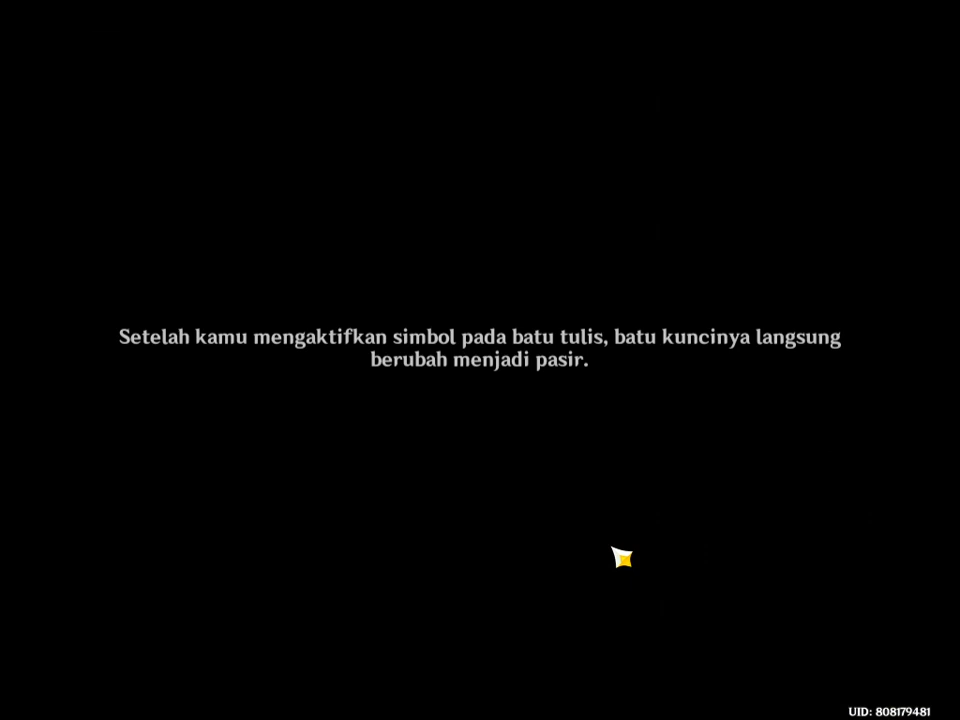 Setelah kamu mengaktifkan simbol pada batu tulis, batu kuncinya langsung
berubah menjadi pasir.
UID: 808179481